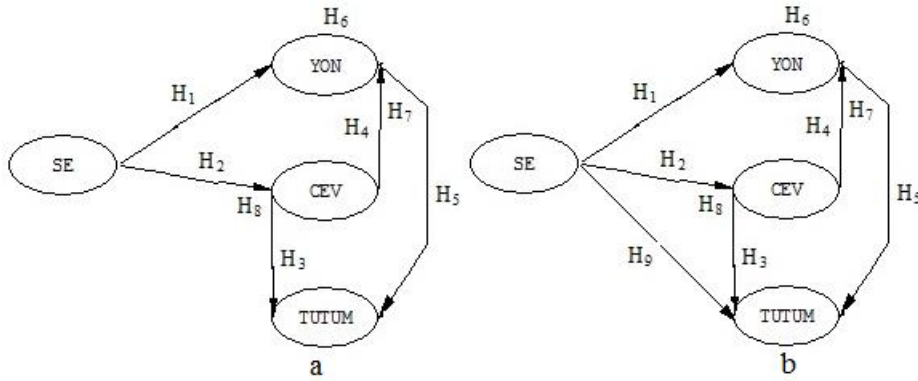 H₆
YON
H₁
H₇
H₄
SE
H₂
CEV
H₈
H₅
H₃
TUTUM
a
H₆
YON
H₁
H₇
H₄
SE
H₂
CEV
H₈
H₅
H₉
H₃
TUTUM
b